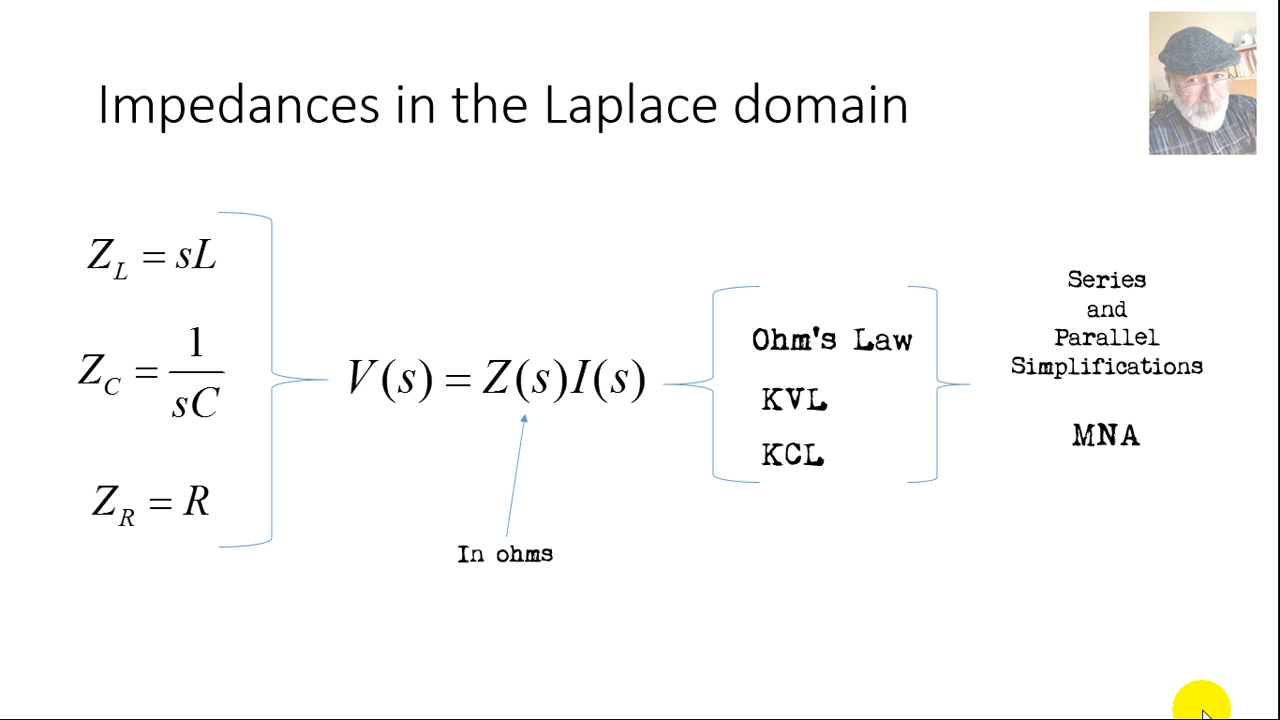 Impedances in the Laplace domain
Z_L = sL
Z_C = 1/sC
Z_R = R
V(s) = Z(s)I(s)
In ohms
Ohm's Law
KVL
KCL
Series
and
Parallel
Simplifications
MNA